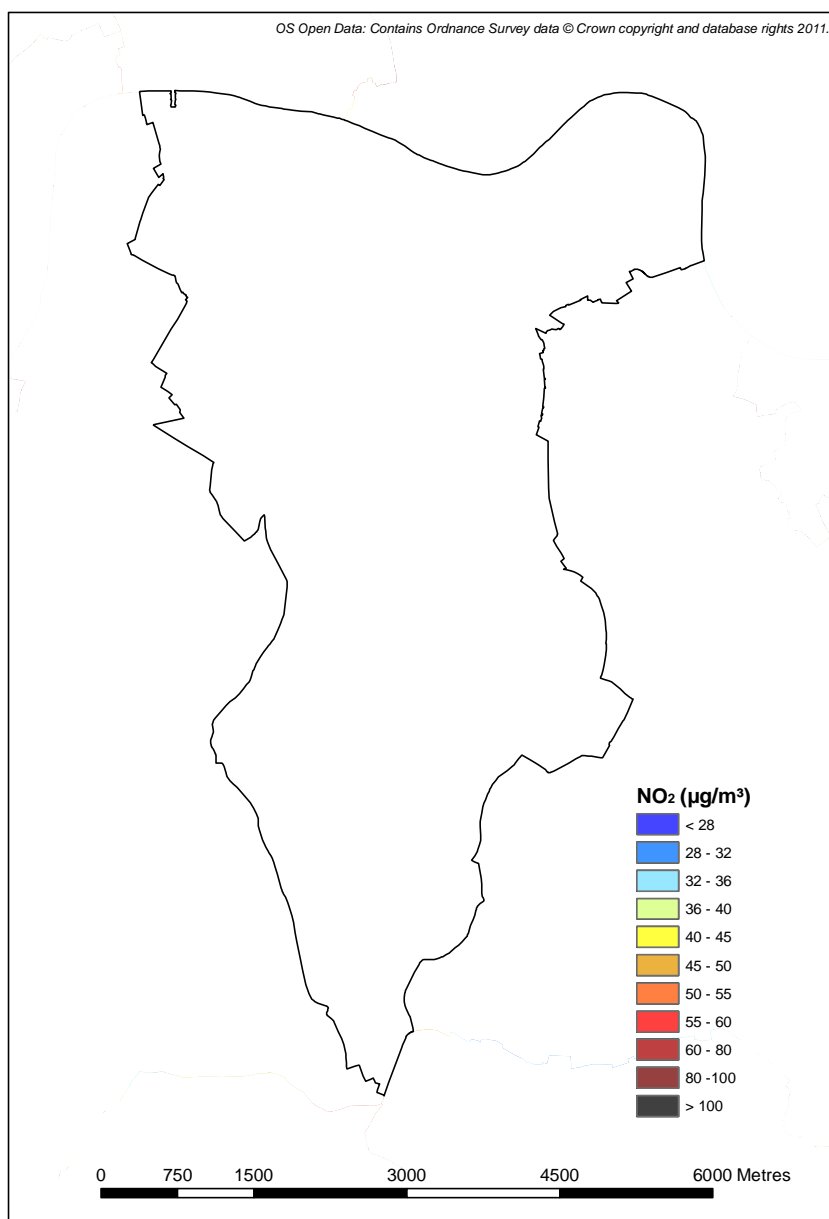 OS Open Data: Contains Ordnance Survey data © Crown copyright and database rights 2011.
NO₂ (µg/m³)
< 28
28 - 32
32 - 36
36 - 40
40 - 45
45 - 50
50 - 55
55 - 60
60 - 80
80 -100
> 100
0 750 1500 3000 4500 6000 Metres